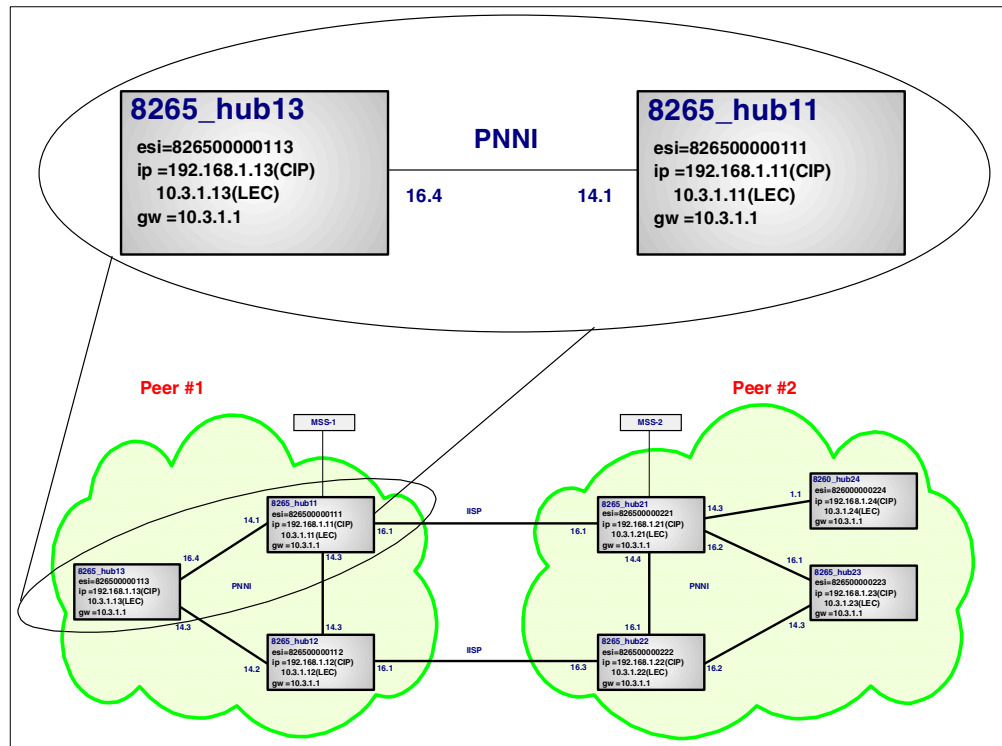 8265_hub13
esi=826500000113
ip =192.168.1.13(CIP)
10.3.1.13(LEC)
gw =10.3.1.1
PNNI
16.4
14.1
8265_hub11
esi=826500000111
ip =192.168.1.11(CIP)
10.3.1.11(LEC)
gw =10.3.1.1
Peer #1
Peer #2
MSS-1
MSS-2
8265_hub11
esi=826500000111
ip =192.168.1.11(CIP)
10.3.1.11(LEC)
gw =10.3.1.1
14.1
16.1
14.3
IISP
16.4
8265_hub13
esi=826500000113
ip =192.168.1.13(CIP)
10.3.1.13(LEC)
gw =10.3.1.1
PNNI
14.3
14.3
14.2
8265_hub12
esi=826500000112
ip =192.168.1.12(CIP)
10.3.1.12(LEC)
gw =10.3.1.1
16.1
IISP
8265_hub21
esi=826500000221
ip =192.168.1.21(CIP)
10.3.1.21(LEC)
gw =10.3.1.1
16.1
14.3
16.2
14.4
1.1
8260_hub24
esi=826000000224
ip =192.168.1.24(CIP)
10.3.1.24(LEC)
gw =10.3.1.1
PNNI
16.1
8265_hub23
esi=826500000223
ip =192.168.1.23(CIP)
10.3.1.23(LEC)
gw =10.3.1.1
14.3
16.1
16.3
8265_hub22
esi=826500000222
ip =192.168.1.22(CIP)
10.3.1.22(LEC)
gw =10.3.1.1
16.2